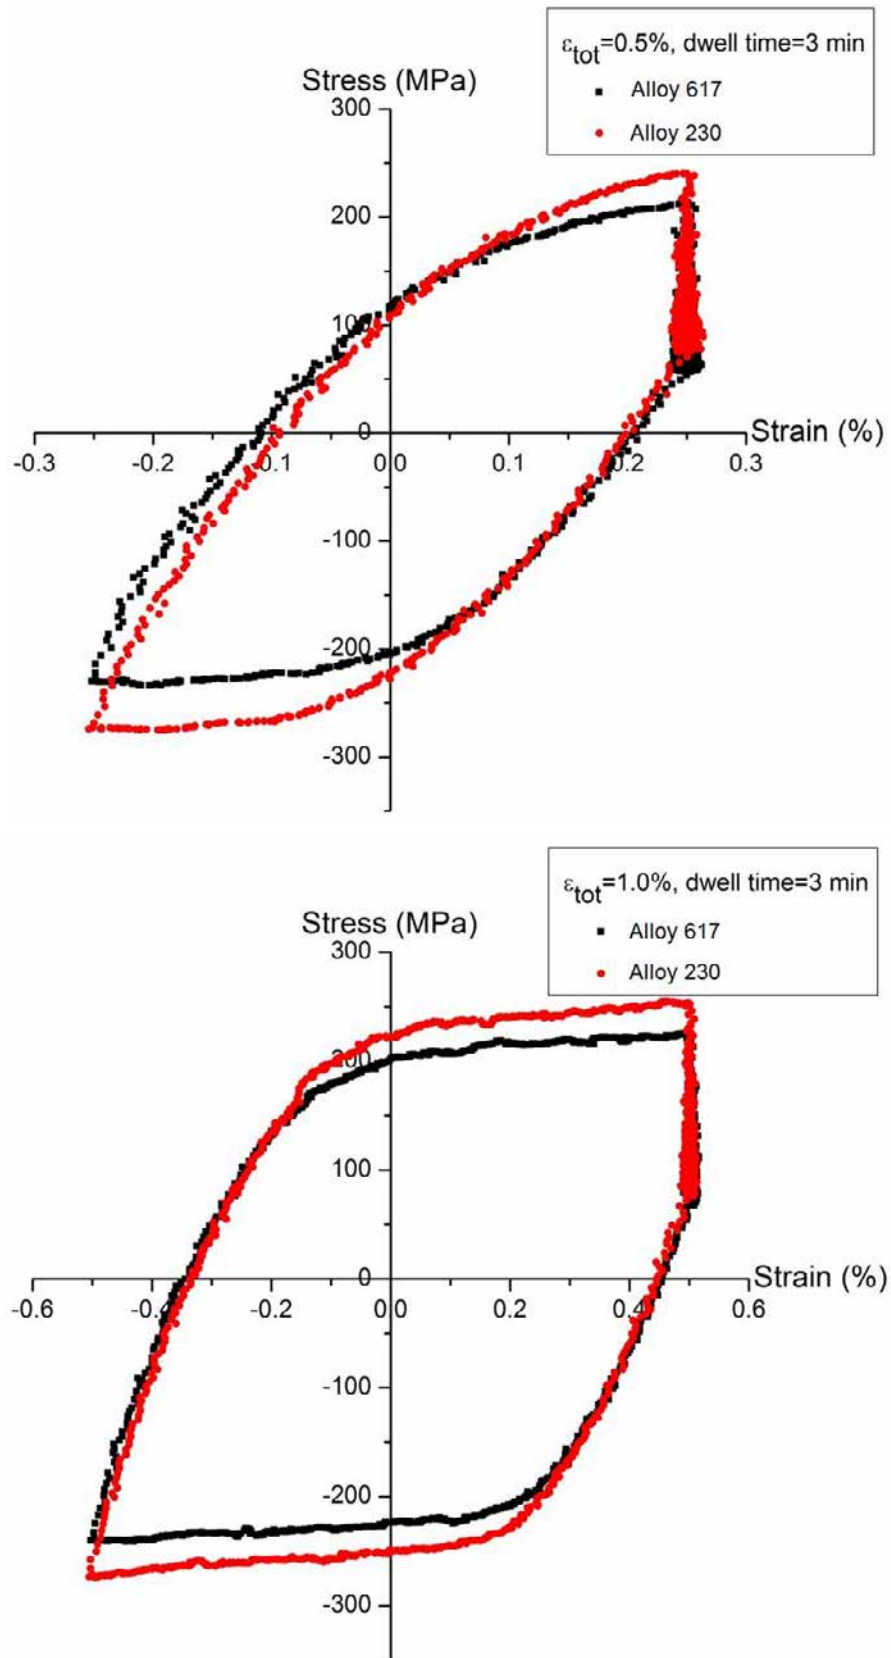 ε_tot=0.5%, dwell time=3 min
Alloy 617
Alloy 230
Stress (MPa)
300
200
100
0
Strain (%)
-0.3
-0.2
-0.1
0.0
0.1
0.2
0.3
-100
-200
-300
ε_tot=1.0%, dwell time=3 min
Alloy 617
Alloy 230
Stress (MPa)
300
200
100
0
Strain (%)
-0.6
-0.4
-0.2
0.0
0.2
0.4
0.6
-100
-200
-300